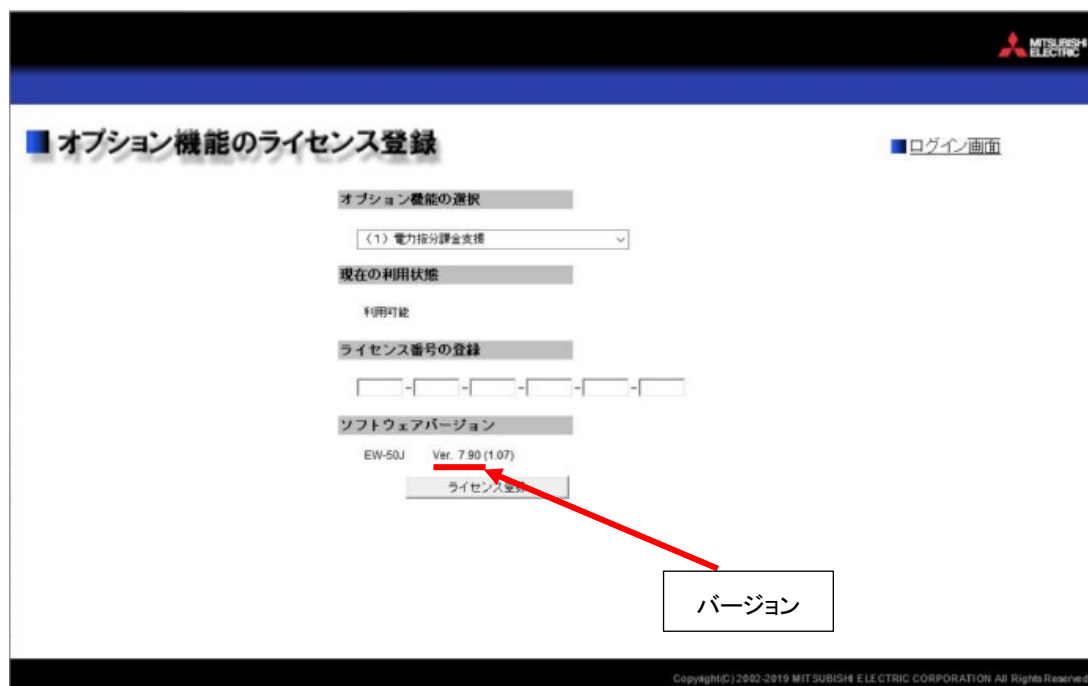 MITSUBISHI
ELECTRIC
オプション機能のライセンス登録
ログイン画面
オプション機能の選択
(1) 電力按分課金支援
現在の利用状態
利用可能
ライセンス番号の登録
- - - - -
ソフトウェアバージョン
EW-50J Ver. 7.90 (1.07)
ライセンス登録
バージョン
Copyright(C) 2002-2019 MITSUBISHI ELECTRIC CORPORATION All Rights Reserved